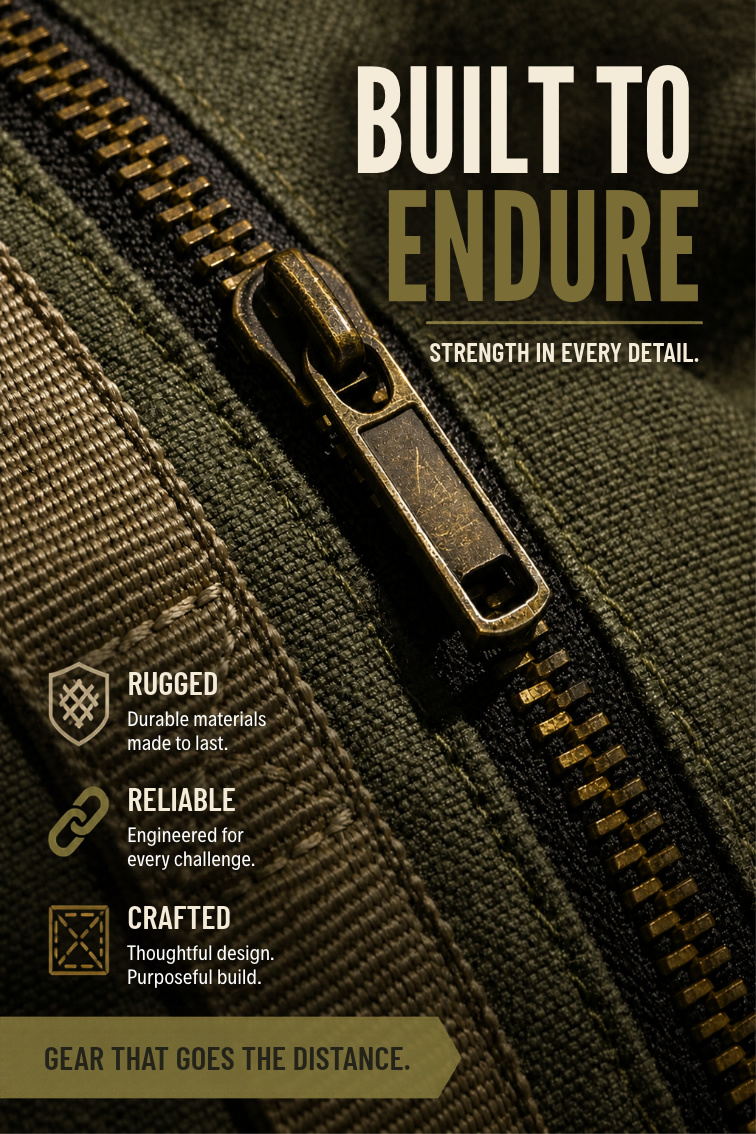 BUILT TO
ENDURE
STRENGTH IN EVERY DETAIL.
RUGGED
Durable materials
made to last.
RELIABLE
Engineered for
every challenge.
CRAFTED
Thoughtful design.
Purposeful build.
GEAR THAT GOES THE DISTANCE.